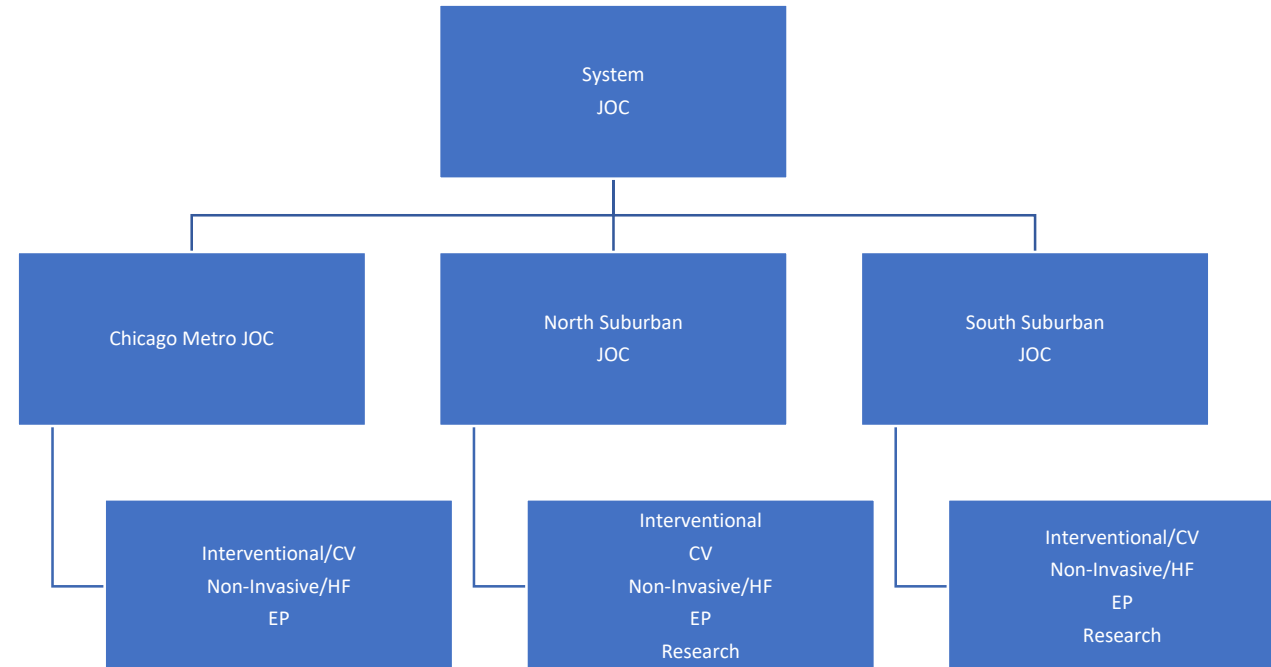 System
JOC
Chicago Metro JOC
North Suburban
JOC
South Suburban
JOC
Interventional/CV
Non-Invasive/HF
EP
Interventional
CV
Non-Invasive/HF
EP
Research
Interventional/CV
Non-Invasive/HF
EP
Research